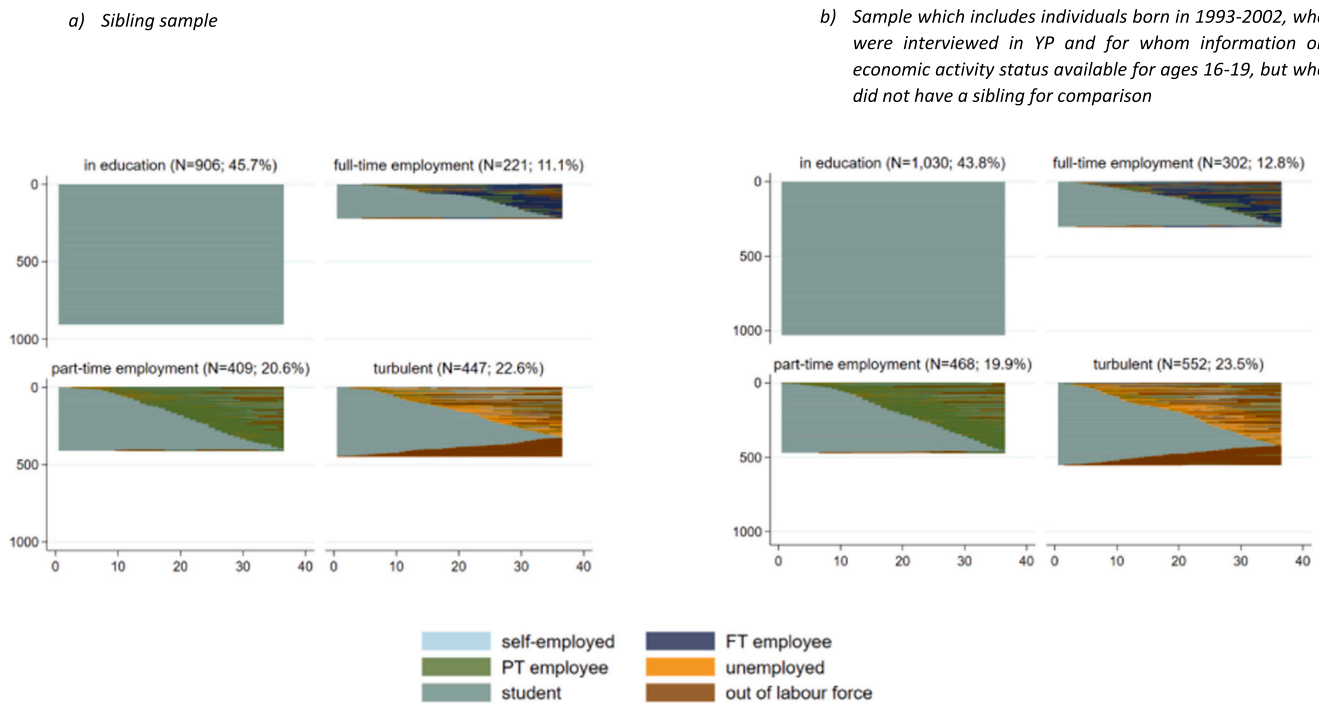 a) Sibling sample
b) Sample which includes individuals born in 1993-2002, who
were interviewed in YP and for whom information
economic activity status available for ages 16-19, but who
did not have a sibling for comparison
in education (N=906; 45.7%)
full-time employment (N=221; 11.1%)
0
500
1000
part-time employment (N=409; 20.6%)
turbulent (N=447; 22.6%)
0
500
1000
0 10 20 30 40
0 10 20 30 40
in education (N=1,030; 43.8%)
full-time employment (N=302; 12.8%)
0
500
1000
part-time employment (N=468; 19.9%)
turbulent (N=552; 23.5%)
0
500
1000
0 10 20 30 40
0 10 20 30 40
self-employed
FT employee
PT employee
unemployed
student
out of labour force